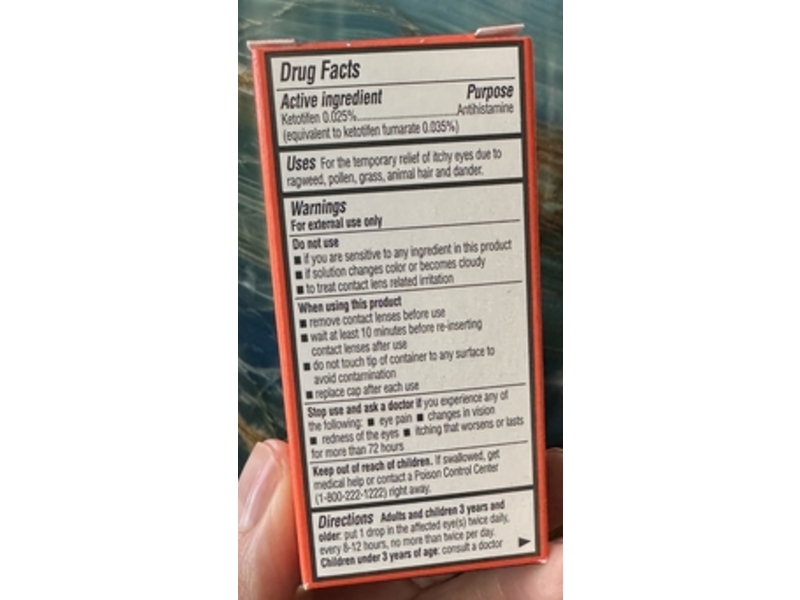 Drug Facts
Active ingredient Purpose
Ketotifen 0.025%..............................Antihistamine
(equivalent to ketotifen fumarate 0.035%)
Uses For the temporary relief of itchy eyes due to
ragweed, pollen, grass, animal hair and dander.
Warnings
For external use only
Do not use
■ if you are sensitive to any ingredient in this product
■ if solution changes color or becomes cloudy
■ to treat contact lens related irritation
When using this product
■ remove contact lenses before use
■ wait at least 10 minutes before re-inserting
contact lenses after use
■ do not touch tip of container to any surface to
avoid contamination
■ replace cap after each use
Stop use and ask a doctor if you experience any of
the following: ■ eye pain ■ changes in vision
■ redness of the eyes ■ itching that worsens or lasts
for more than 72 hours
Keep out of reach of children. If swallowed, get
medical help or contact a Poison Control Center
(1-800-222-1222) right away.
Directions Adults and children 3 years and
older: put 1 drop in the affected eye(s) twice daily,
every 8-12 hours, no more than twice per day.
Children under 3 years of age: consult a doctor